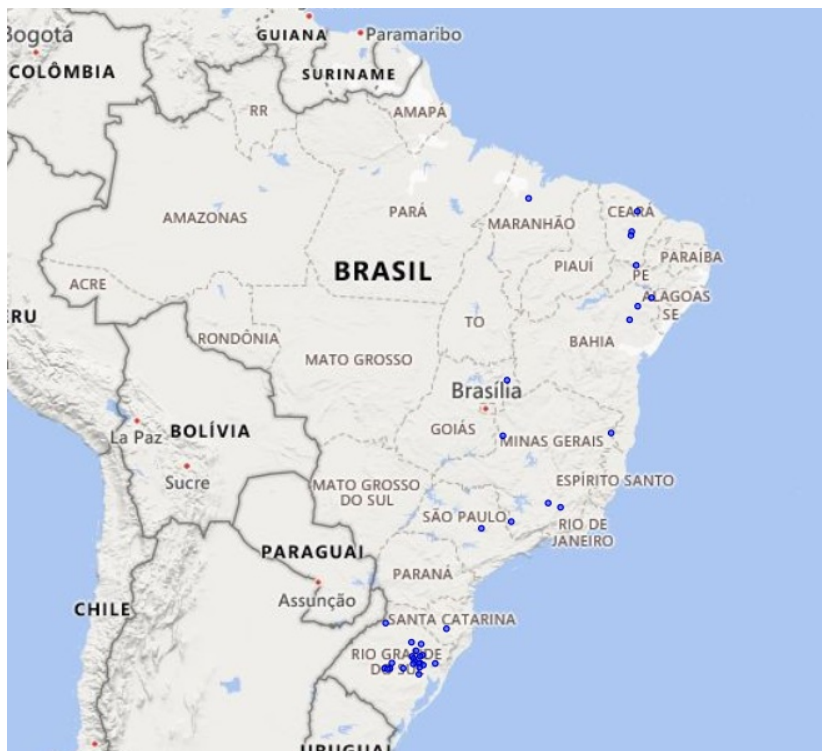 Bogotá
COLÔMBIA
GUIANA
Paramaribo
SURINAME
RR
AMAPÁ
AMAZONAS
PARÁ
MARANHÃO
CEARÁ
BRASIL
PIAUÍ
PARAÍBA
PE
ACRE
ALAGOAS
SE
ERU
RONDÔNIA
TO
MATO GROSSO
BAHIA
Brasília
La Paz
BOLÍVIA
GOIÁS
MINAS GERAIS
Sucre
MATO GROSSO
DO SUL
ESPÍRITO SANTO
SÃO PAULO
RIO DE
JANEIRO
PARAGUAI
PARANÁ
Assunção
CHILE
SANTA CATARINA
RIO GRANDE
DO SUL
URUGUAI